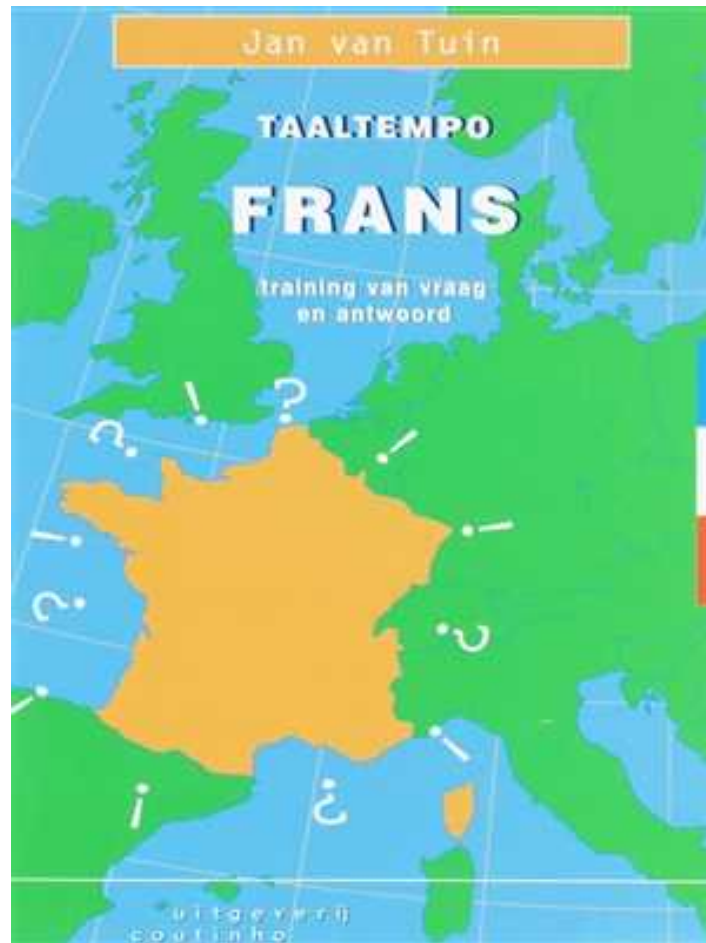 Jan van Tuin
TAALTEMPO
FRANS
training van vraag
en antwoord
?
!
?
!
!
!
?
?
!
!
!
?
uitgeverij
coutinho